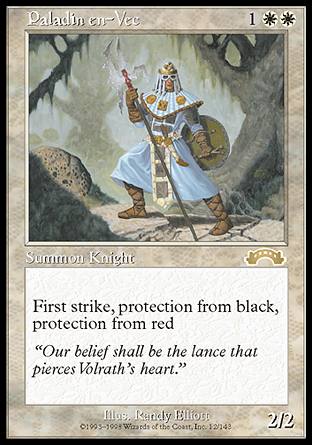 Paladin en-Vec 1
Summon Knight
First strike, protection from black,
protection from red
“Our belief shall be the lance that
pierces Volrath's heart.”
Illus. Randy Elliott
©1993-1998 Wizards of the Coast, Inc. 12/143
2/2